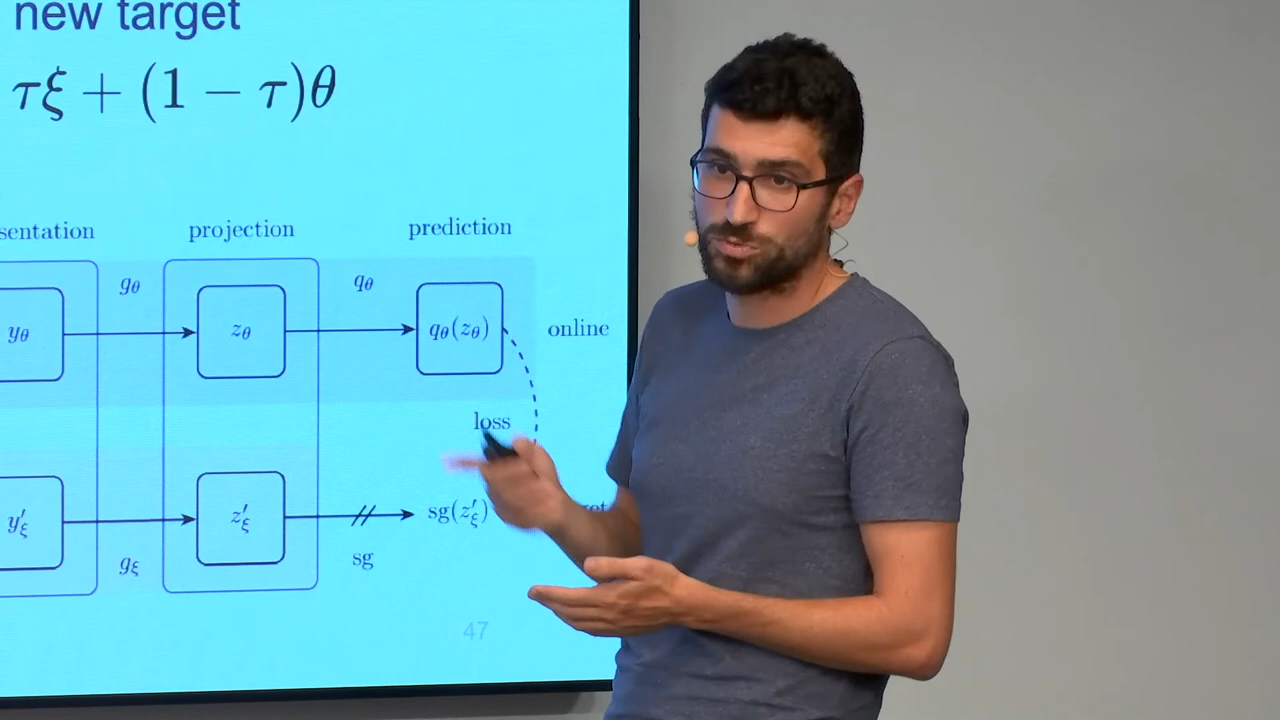 new target
τξ + (1 − τ)θ
sentation projection prediction
g_θ q_θ
y_θ z_θ q_θ(z_θ) online
loss
y'_ξ z'_ξ sg(z'_ξ) get
g_ξ sg
47